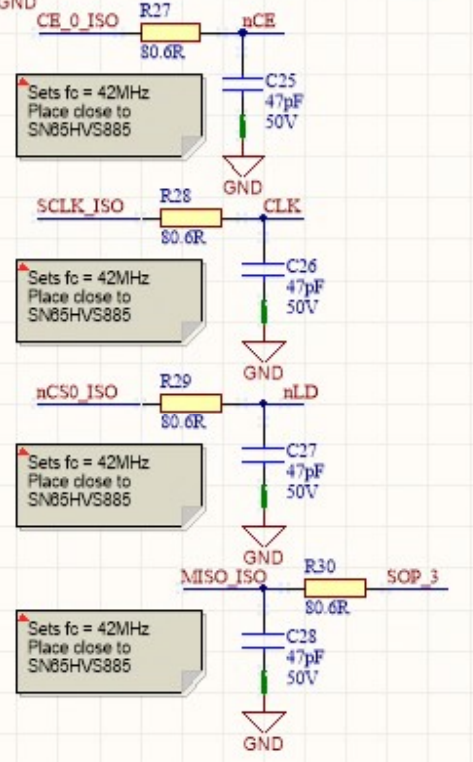 GND
R27
CE_0_ISO
nCE
80.6R
C25
47pF
50V
Sets fc = 42MHz
Place close to
SN65HVS885
GND
R28
SCLK_ISO
CLK
80.6R
C26
47pF
50V
Sets fc = 42MHz
Place close to
SN65HVS885
GND
R29
nCS0_ISO
nLD
80.6R
C27
47pF
50V
Sets fc = 42MHz
Place close to
SN65HVS885
GND
R30
MISO_ISO
SOP_3
80.6R
C28
47pF
50V
Sets fc = 42MHz
Place close to
SN65HVS885
GND